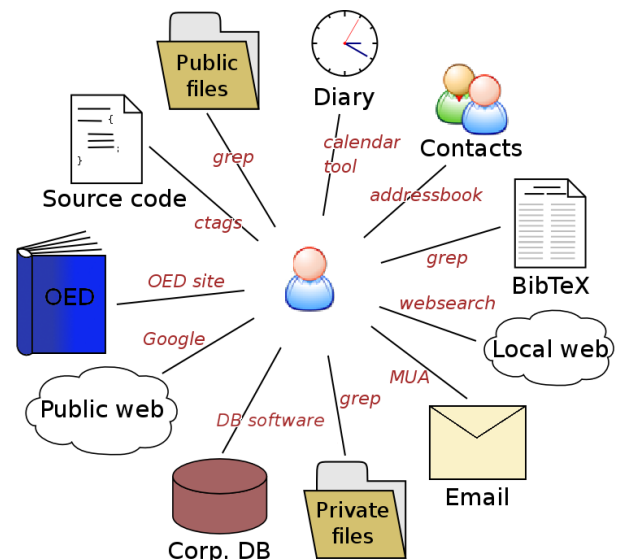 Public
files
Diary
Contacts
calendar
tool
grep
{
;
}
Source code
addressbook
ctags
grep
BibTeX
OED
OED site
websearch
Google
Local web
Public web
MUA
grep
DB software
Email
Private
files
Corp. DB